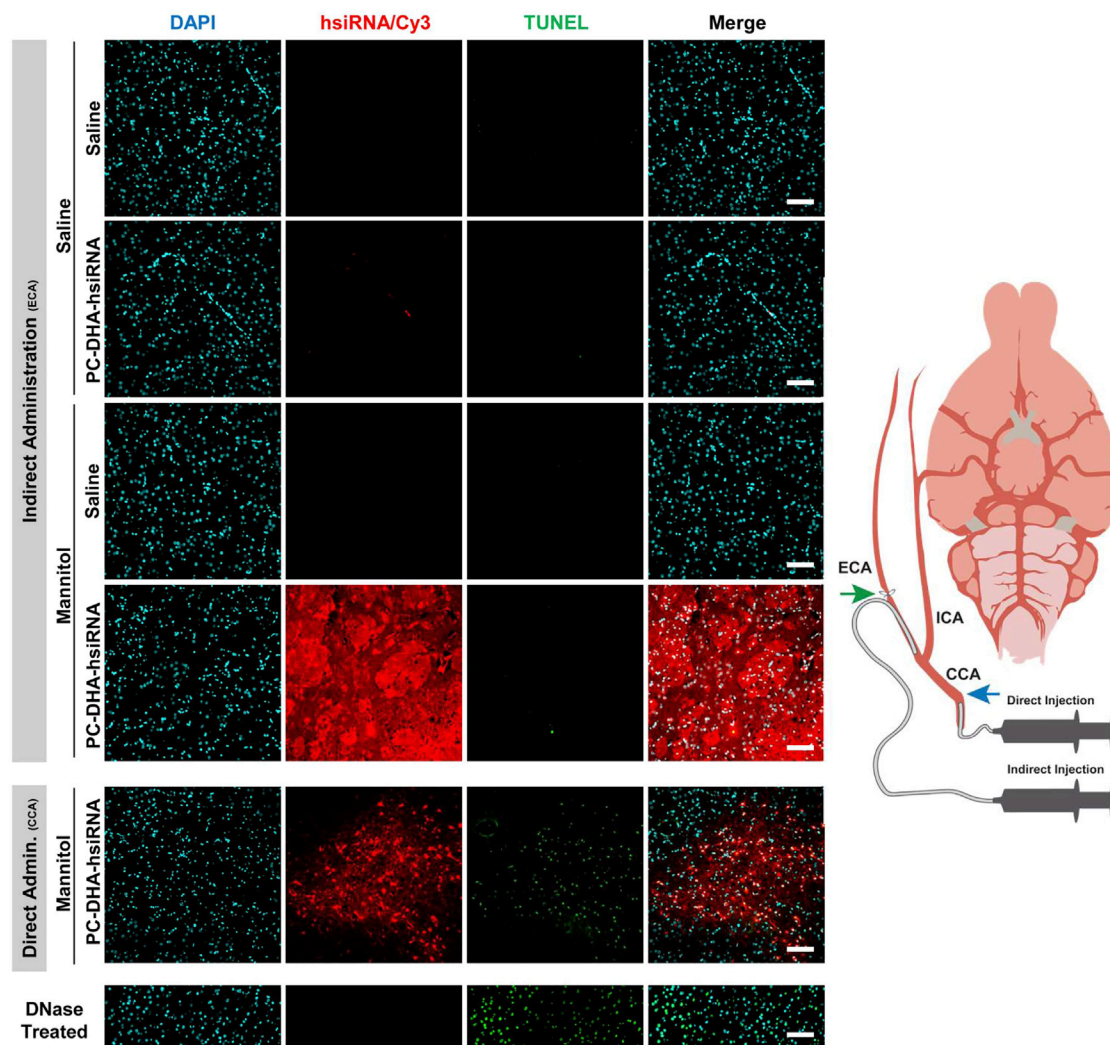 DAPI hsiRNA/Cy3 TUNEL Merge
Indirect Administration (ECA)
Saline
Saline
PC-DHA-hsiRNA
Mannitol
Saline
PC-DHA-hsiRNA
Direct Admin. (CCA)
Mannitol
PC-DHA-hsiRNA
DNase
Treated
ECA
ICA
CCA
Direct Injection
Indirect Injection